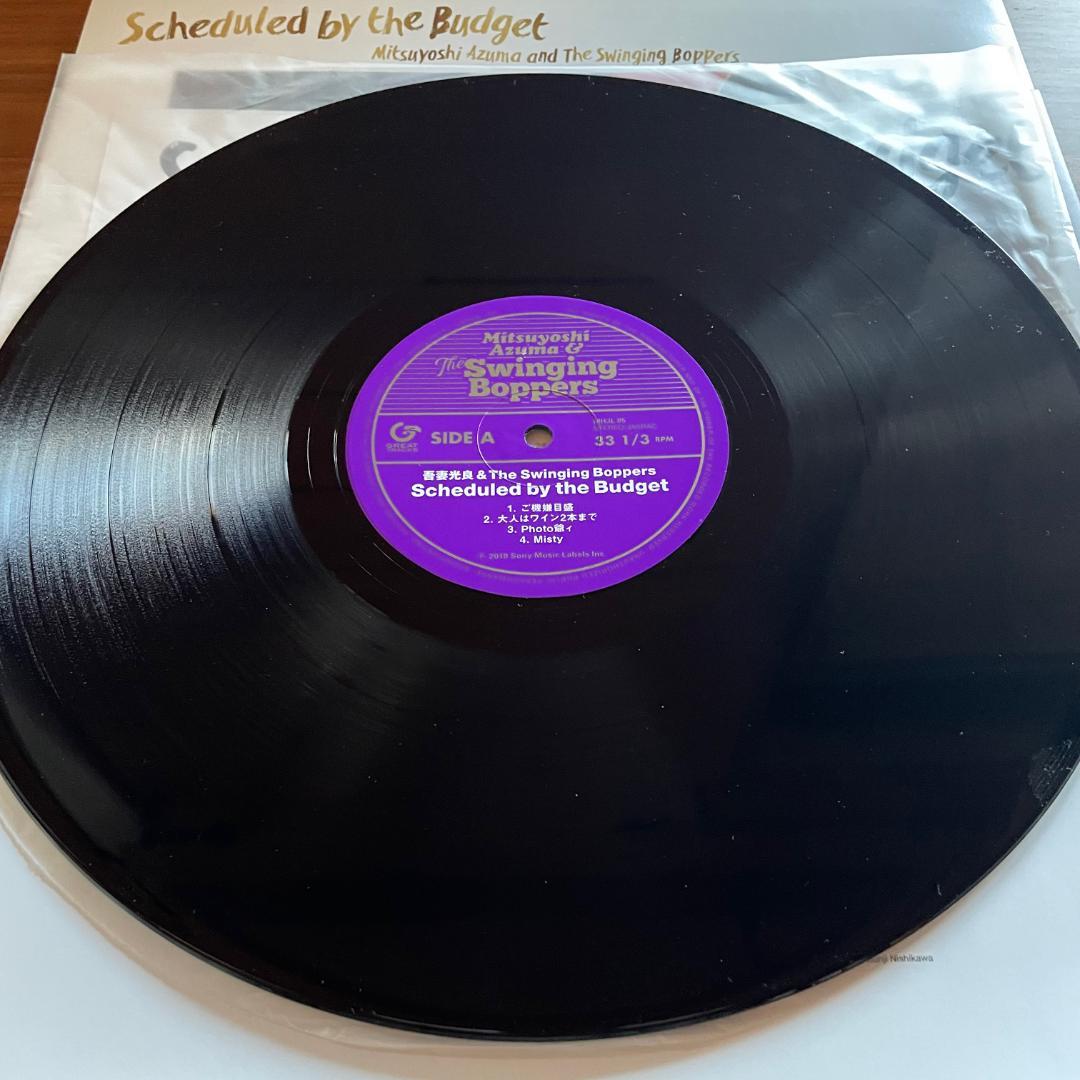 Scheduled by the Budget
Mitsuyoshi Azuma and The Swinging Boppers
Mitsuyoshi
Azuma &
The Swinging
Boppers
GREAT
TRACKS
SIDE A
33 1/3 RPM
吾妻光良&The Swinging Boppers
Scheduled by the Budget
1. ご機嫌目盛
2. 大人はワイン2本まで
3. Photo爺ィ
4. Misty
℗ 2019 Sony Music Labels Inc.
Nishikawa